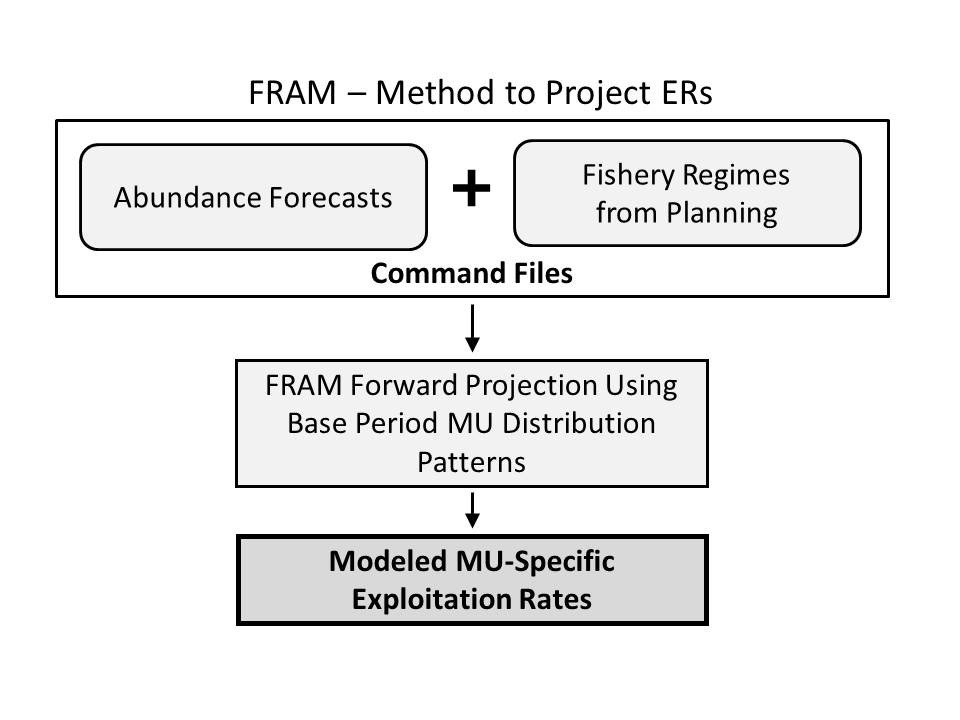 FRAM – Method to Project ERs
Abundance Forecasts
+
Fishery Regimes
from Planning
Command Files
FRAM Forward Projection Using
Base Period MU Distribution
Patterns
Modeled MU-Specific
Exploitation Rates